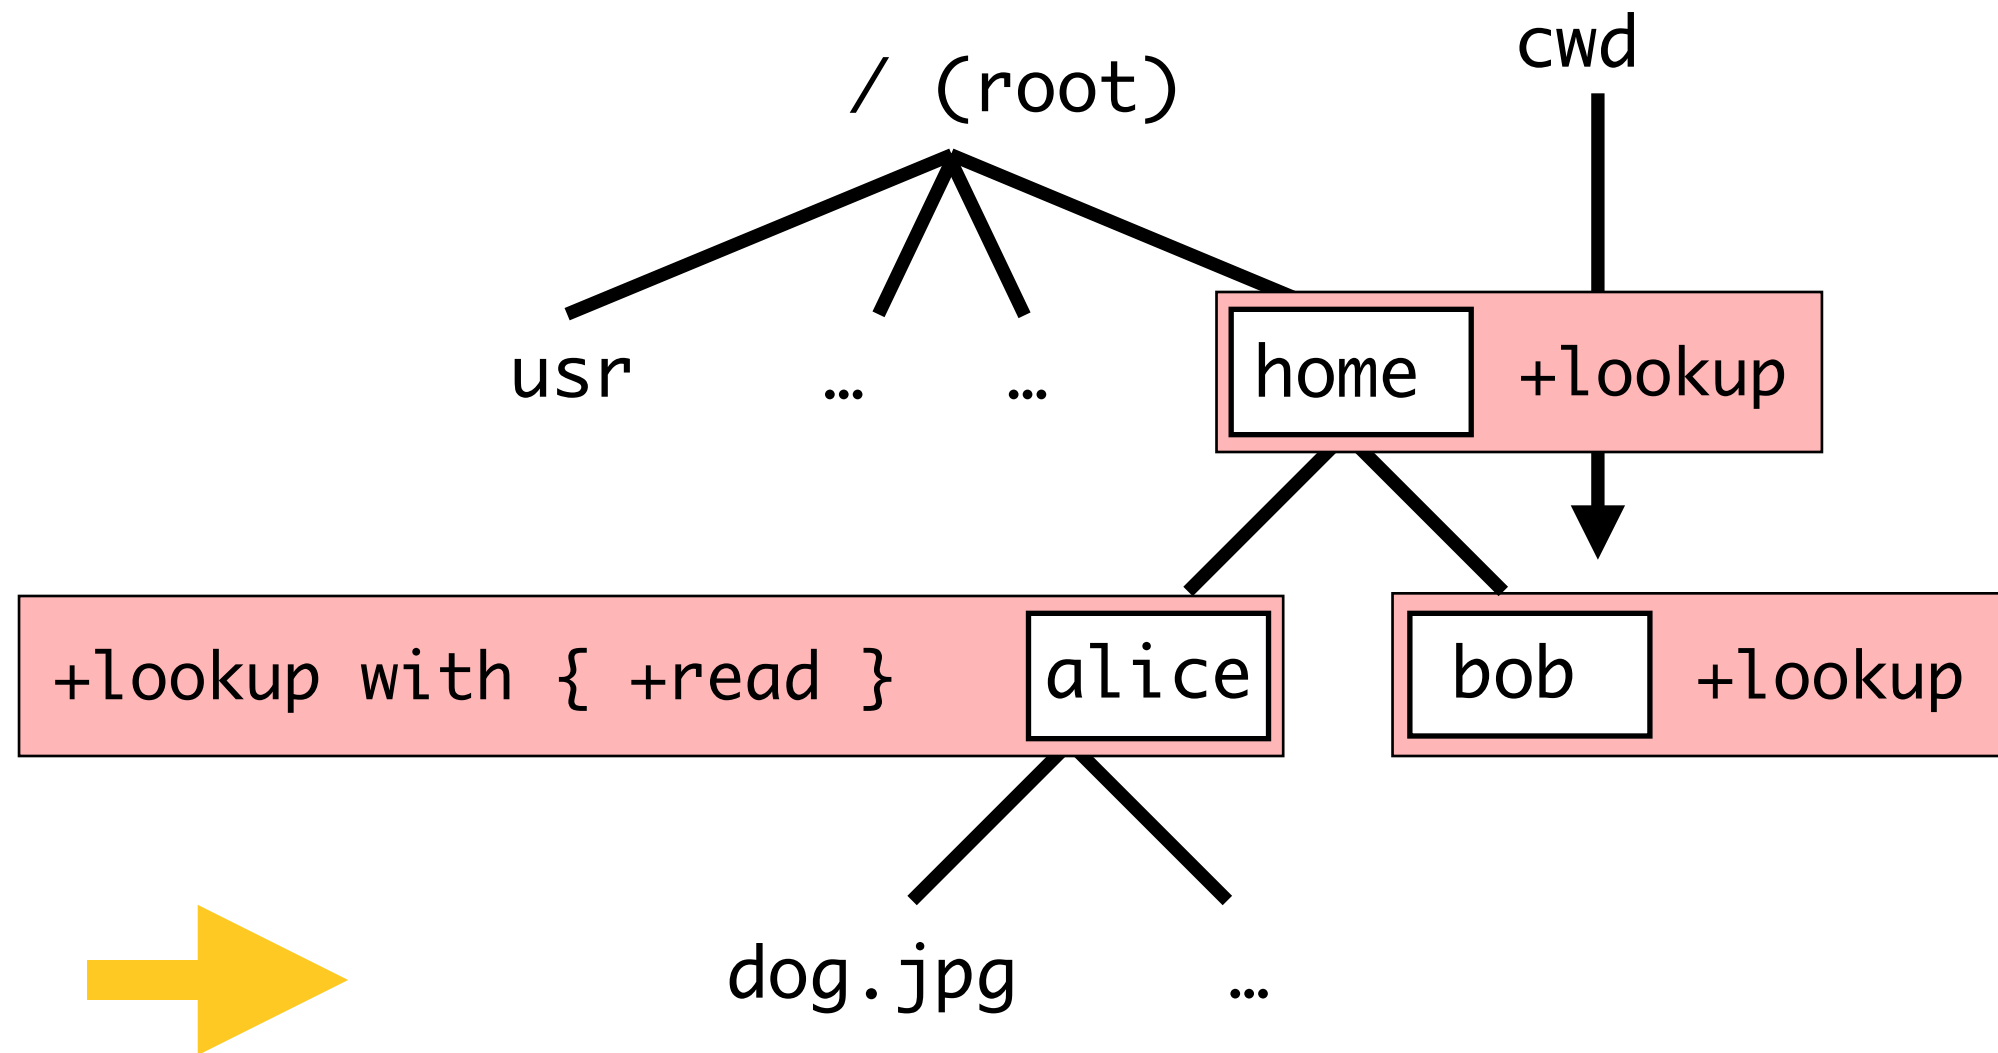 cwd
/ (root)
usr
…
…
home
+lookup
+lookup with { +read }
alice
bob
+lookup
dog.jpg
…